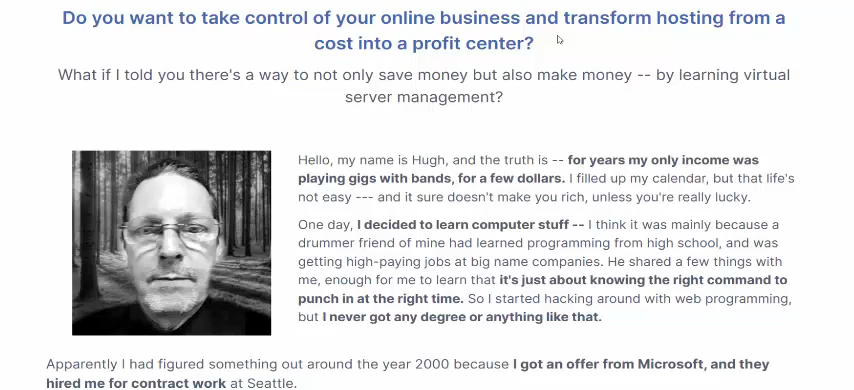 Do you want to take control of your online business and transform hosting from a
cost into a profit center?
What if I told you there's a way to not only save money but also make money -- by learning virtual
server management?
Hello, my name is Hugh, and the truth is -- for years my only income was
playing gigs with bands, for a few dollars. I filled up my calendar, but that life's
not easy --- and it sure doesn't make you rich, unless you're really lucky.
One day, I decided to learn computer stuff -- I think it was mainly because a
drummer friend of mine had learned programming from high school, and was
getting high-paying jobs at big name companies. He shared a few things with
me, enough for me to learn that it's just about knowing the right command to
punch in at the right time. So I started hacking around with web programming,
but I never got any degree or anything like that.
Apparently I had figured something out around the year 2000 because I got an offer from Microsoft, and they
hired me for contract work at Seattle.